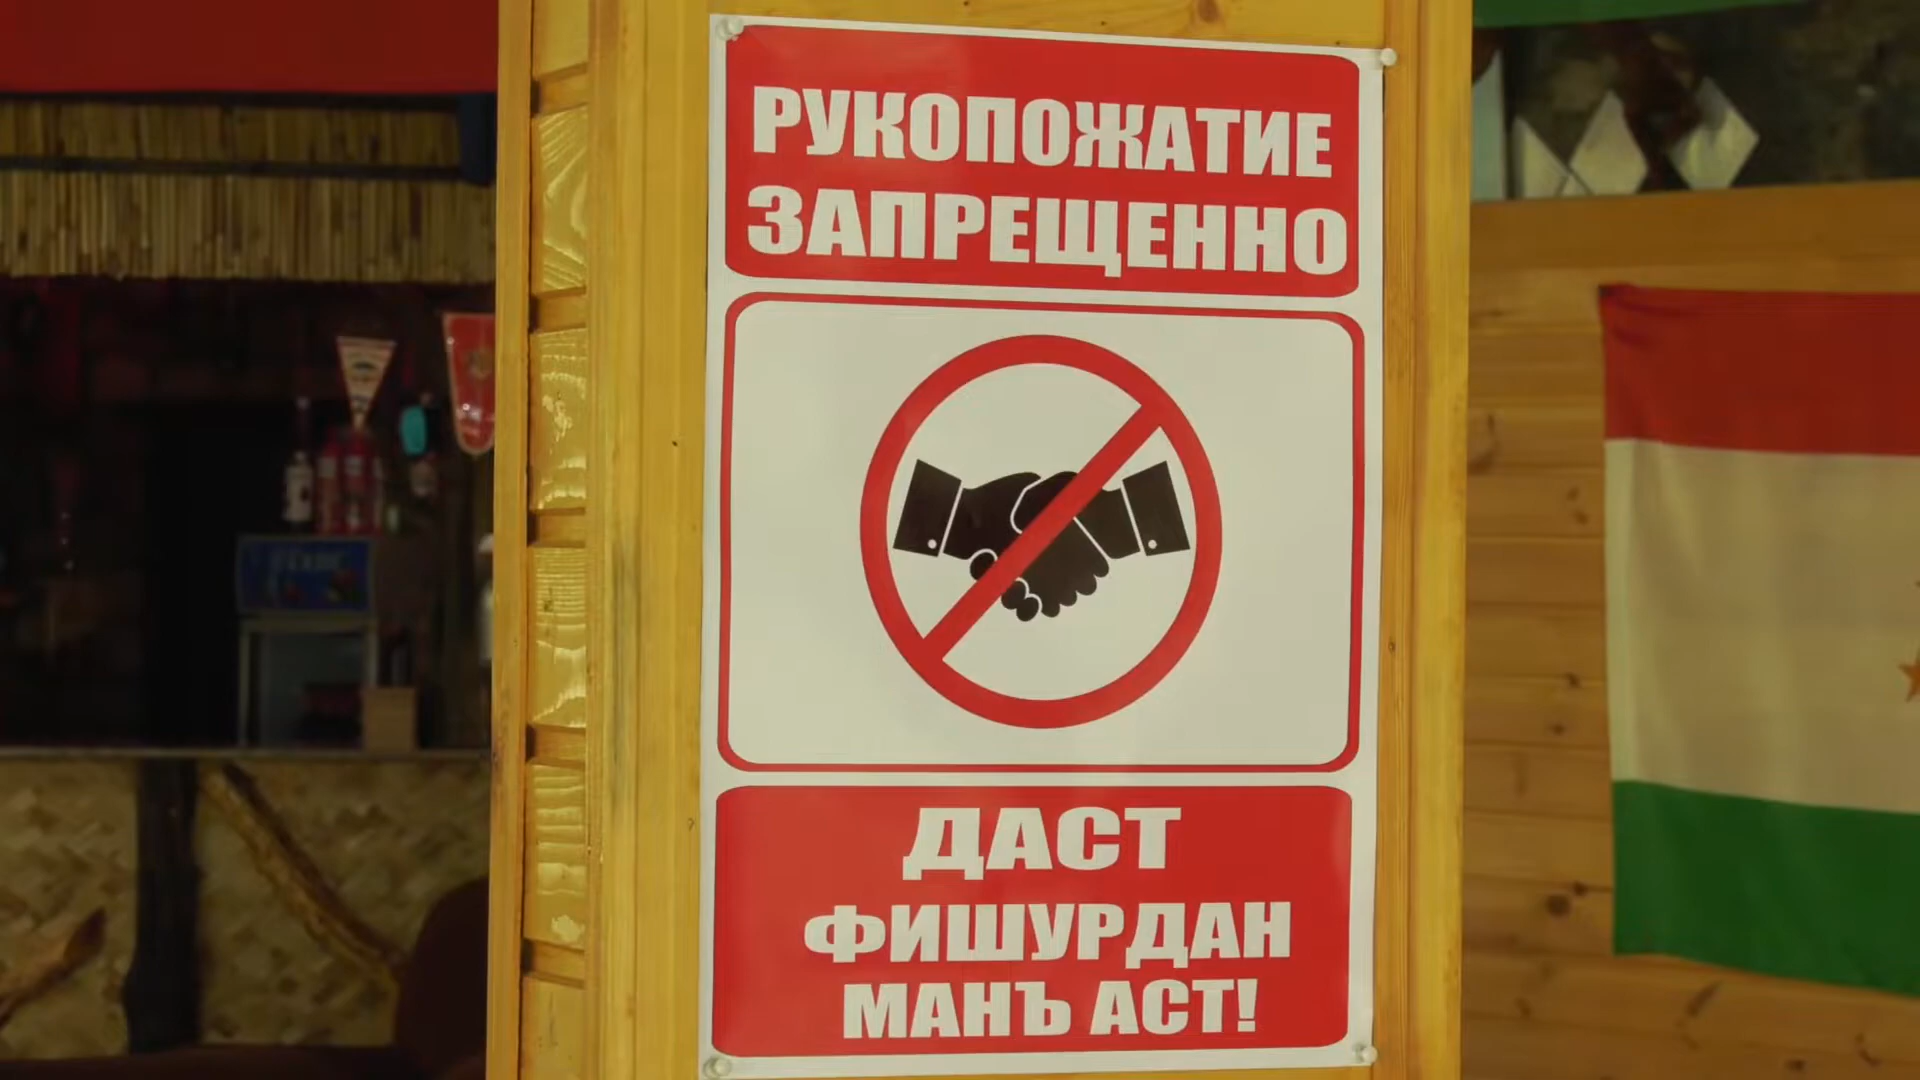 РУКОПОЖАТИЕ
ЗАПРЕЩЕННО
ДАСТ
ФИШУРДАН
МАНЪ АСТ!